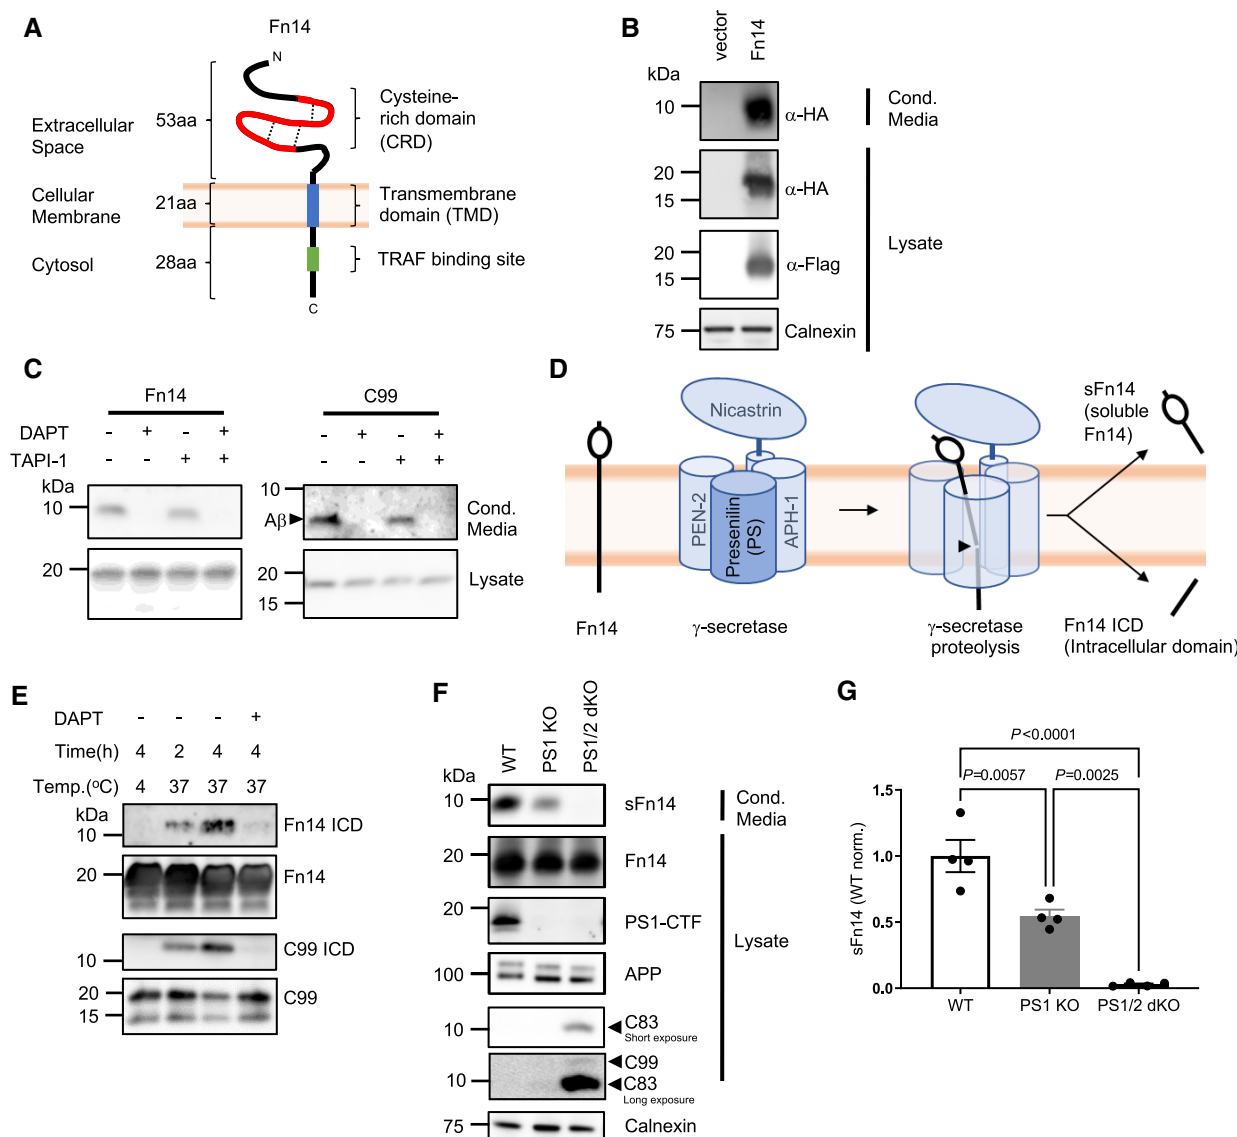 A
Fn14
N
Extracellular
Space
53aa
Cysteine-
rich domain
(CRD)
Cellular
Membrane
21aa
Transmembrane
domain (TMD)
Cytosol
28aa
TRAF binding site
C
B
vector
Fn14
kDa
10
α-HA
Cond.
Media
20
15
α-HA
20
15
α-Flag
Lysate
75
Calnexin
C
Fn14
C99
DAPT - + - + - + - +
TAPI-1 - - + + - - + +
kDa
10
10
Aβ
Cond.
Media
20
20
15
Lysate
D
Nicastrin
PEN-2
Presenilin
(PS)
APH-1
sFn14
(soluble
Fn14)
Fn14
γ-secretase
γ-secretase
proteolysis
Fn14 ICD
(Intracellular domain)
E
DAPT - - - +
Time(h) 4 2 4 4
Temp.(°C) 4 37 37 37
kDa
10
Fn14 ICD
20
Fn14
10
C99 ICD
20
15
C99
F
WT
PS1 KO
PS1/2 dKO
kDa
10
sFn14
Cond.
Media
20
Fn14
20
PS1-CTF
Lysate
100
APP
10
C83
Short exposure
C99
10
C83
Long exposure
75
Calnexin
G
P<0.0001
P=0.0057
P=0.0025
sFn14 (WT norm.)
1.5
1.0
0.5
0.0
WT
PS1 KO
PS1/2 dKO